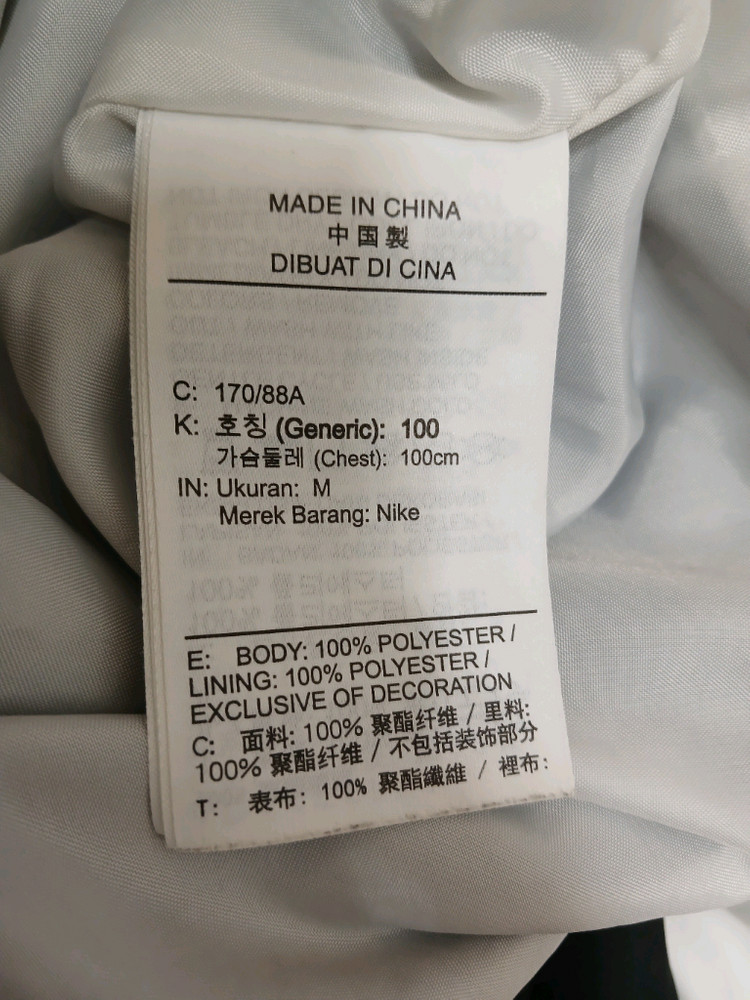 MADE IN CHINA
中国製
DIBUAT DI CINA
C: 170/88A
K: 호칭 (Generic): 100
가슴둘레 (Chest): 100cm
IN: Ukuran: M
Merek Barang: Nike
E: BODY: 100% POLYESTER /
LINING: 100% POLYESTER /
EXCLUSIVE OF DECORATION
C: 面料: 100% 聚酯纤维 / 里料:
100% 聚酯纤维 / 不包括装饰部分
T: 表布: 100% 聚酯纖維 / 裡布: